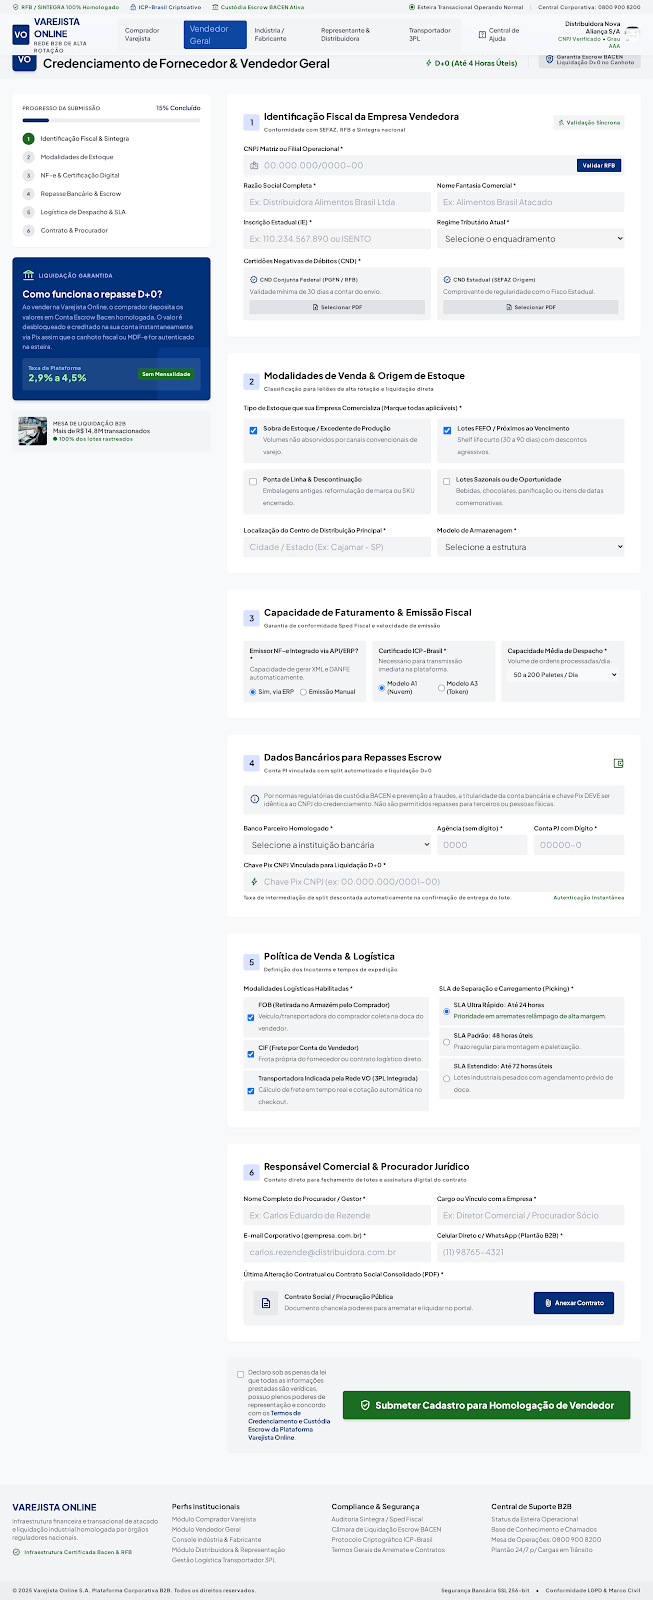 RFB / SINTEGRA 100% Homologado
ICP-Brasil Criptoativo
Custódia Escrow BACEN Ativa
Esteira Transacional Operando Normal
Central Corporativa: 0800 900 8200
VO
VAREJISTA ONLINE
REDE B2B DE ALTA ROTAÇÃO
Comprador Varejista
Vendedor Geral
Indústria / Fabricante
Representante & Distribuidora
Transportador 3PL
Central de Ajuda
Distribuidora Nova Aliança S/A
CNPJ Verificado • Grau AAA
VO
Credenciamento de Fornecedor & Vendedor Geral
D+0 (Até 4 Horas Úteis)
Garantia Escrow BACEN
Liquidação D+0 no Canhoto
PROGRESSO DA SUBMISSÃO
15% Concluído
1 Identificação Fiscal & Sintegra
2 Modalidades de Estoque
3 NF-e & Certificação Digital
4 Repasse Bancário & Escrow
5 Logística de Despacho & SLA
6 Contrato & Procurador
LIQUIDAÇÃO GARANTIDA
Como funciona o repasse D+0?
Ao vender na Varejista Online, o comprador deposita os
valores em Conta Escrow Bacen homologada. O valor é
desbloqueado e creditado na sua conta instantaneamente
via Pix assim que o canhoto fiscal ou MDF-e for autenticado
na esteira.
Taxa da Plataforma
2,9% a 4,5%
Sem Mensalidade
MESA DE LIQUIDAÇÃO B2B
Mais de R$ 14,8M transacionados
100% dos lotes rastreados
1
Identificação Fiscal da Empresa Vendedora
Conformidade com SEFAZ, RFB e Sintegra nacional
Validação Síncrona
CNPJ Matriz ou Filial Operacional *
00.000.000/0000-00
Validar RFB
Razão Social Completa *
Nome Fantasia Comercial *
Ex: Distribuidora Alimentos Brasil Ltda
Ex: Alimentos Brasil Atacado
Inscrição Estadual (IE) *
Regime Tributário Atual *
Ex: 110.234.567.890 ou ISENTO
Selecione o enquadramento
Certidões Negativas de Débitos (CND) *
CND Conjunta Federal (PGFN / RFB)
Validade mínima de 30 dias a contar do envio.
Selecionar PDF
CND Estadual (SEFAZ Origem)
Comprovante de regularidade com o Fisco Estadual.
Selecionar PDF
2
Modalidades de Venda & Origem de Estoque
Classificação para leilões de alta rotação e liquidação direta
Tipo de Estoque que sua Empresa Comercializa (Marque todas aplicáveis) *
Sobra de Estoque / Excedente de Produção
Volumes não absorvidos por canais convencionais de
varejo.
Lotes FEFO / Próximos ao Vencimento
Shelf life curto (30 a 90 dias) com descontos
agressivos.
Ponta de Linha & Descontinuação
Embalagens antigas, reformulação de marca ou SKU
encerrado.
Lotes Sazonais ou de Oportunidade
Bebidas, chocolates, panificação ou itens de datas
comemorativas.
Localização do Centro de Distribuição Principal *
Modelo de Armazenagem *
Cidade / Estado (Ex: Cajamar - SP)
Selecione a estrutura
3
Capacidade de Faturamento & Emissão Fiscal
Garantia de conformidade Sped Fiscal e velocidade de emissão
Emissor NF-e Integrado via API/ERP?
*
Capacidade de gerar XML e DANFE
automaticamente.
Sim, via ERP
Emissão Manual
Certificado ICP-Brasil *
Necessário para transmissão
imediata na plataforma.
Modelo A1 (Nuvem)
Modelo A3 (Token)
Capacidade Média de Despacho *
Volume de ordens processadas/dia.
50 a 200 Paletes / Dia
4
Dados Bancários para Repasses Escrow
Conta PJ vinculada com split automatizado e liquidação D+0
Por normas regulatórias de custódia BACEN e prevenção a fraudes, a titularidade da conta bancária e chave Pix DEVE ser
idêntica ao CNPJ do credenciamento. Não são permitidos repasses para terceiros ou pessoas físicas.
Banco Parceiro Homologado *
Agência (sem dígito) *
Conta PJ com Dígito *
Selecione a instituição bancária
0000
00000-0
Chave Pix CNPJ Vinculada para Liquidação D+0 *
Chave Pix CNPJ (ex: 00.000.000/0001-00)
Taxa de intermediação de split descontada automaticamente na confirmação de entrega do lote.
Autenticação Instantânea
5
Política de Venda & Logística
Definição dos Incoterms e tempos de expedição
Modalidades Logísticas Habilitadas *
FOB (Retirada no Armazém pelo Comprador)
Veículo/transportadora do comprador coleta na doca do
vendedor.
CIF (Frete por Conta do Vendedor)
Frota própria do fornecedor ou contrato logístico direto.
Transportadora Indicada pela Rede VO (3PL Integrada)
Cálculo de frete em tempo real e cotação automática no
checkout.
SLA de Separação e Carregamento (Picking) *
SLA Ultra Rápido: Até 24 horas
Prioridade em arremates relâmpago de alta margem.
SLA Padrão: 48 horas úteis
Prazo regular para montagem e paletização.
SLA Estendido: Até 72 horas úteis
Lotes industriais pesados com agendamento prévio de
doca.
6
Responsável Comercial & Procurador Jurídico
Contato direto para fechamento de lotes e assinatura digital do contrato
Nome Completo do Procurador / Gestor *
Cargo ou Vínculo com a Empresa *
Ex: Carlos Eduardo de Rezende
Ex: Diretor Comercial / Procurador Sócio
E-mail Corporativo (@empresa.com.br) *
Celular Direto c/ WhatsApp (Plantão B2B) *
carlos.rezende@distribuidora.com.br
(11) 98765-4321
Última Alteração Contratual ou Contrato Social Consolidado (PDF) *
Contrato Social / Procuração Pública
Documento chancela poderes para arrematar e liquidar no portal.
Anexar Contrato
Declaro sob as penas da lei
que todas as informações
prestadas são verídicas,
possuo plenos poderes de
representação e concordo
com os Termos de
Credenciamento e Custódia
Escrow da Plataforma
Varejista Online.
Submeter Cadastro para Homologação de Vendedor
VAREJISTA ONLINE
Infraestrutura financeira e transacional de atacado
e liquidação industrial homologada por órgãos
reguladores nacionais.
Infraestrutura Certificada Bacen & RFB
Perfis Institucionais
Módulo Comprador Varejista
Módulo Vendedor Geral
Console Indústria & Fabricante
Módulo Distribuidora & Representação
Gestão Logística Transportador 3PL
Compliance & Segurança
Auditoria Sintegra / Sped Fiscal
Câmara de Liquidação Escrow BACEN
Protocolo Criptográfico ICP-Brasil
Termos Gerais de Arremate e Contratos
Central de Suporte B2B
Status da Esteira Operacional
Base de Conhecimento e Chamados
Mesa de Operações: 0800 900 8200
Plantão 24/7 p/ Cargas em Trânsito
© 2025 Varejista Online S.A. Plataforma Corporativa B2B. Todos os direitos reservados.
Segurança Bancária SSL 256-bit • Conformidade LGPD & Marco Civil